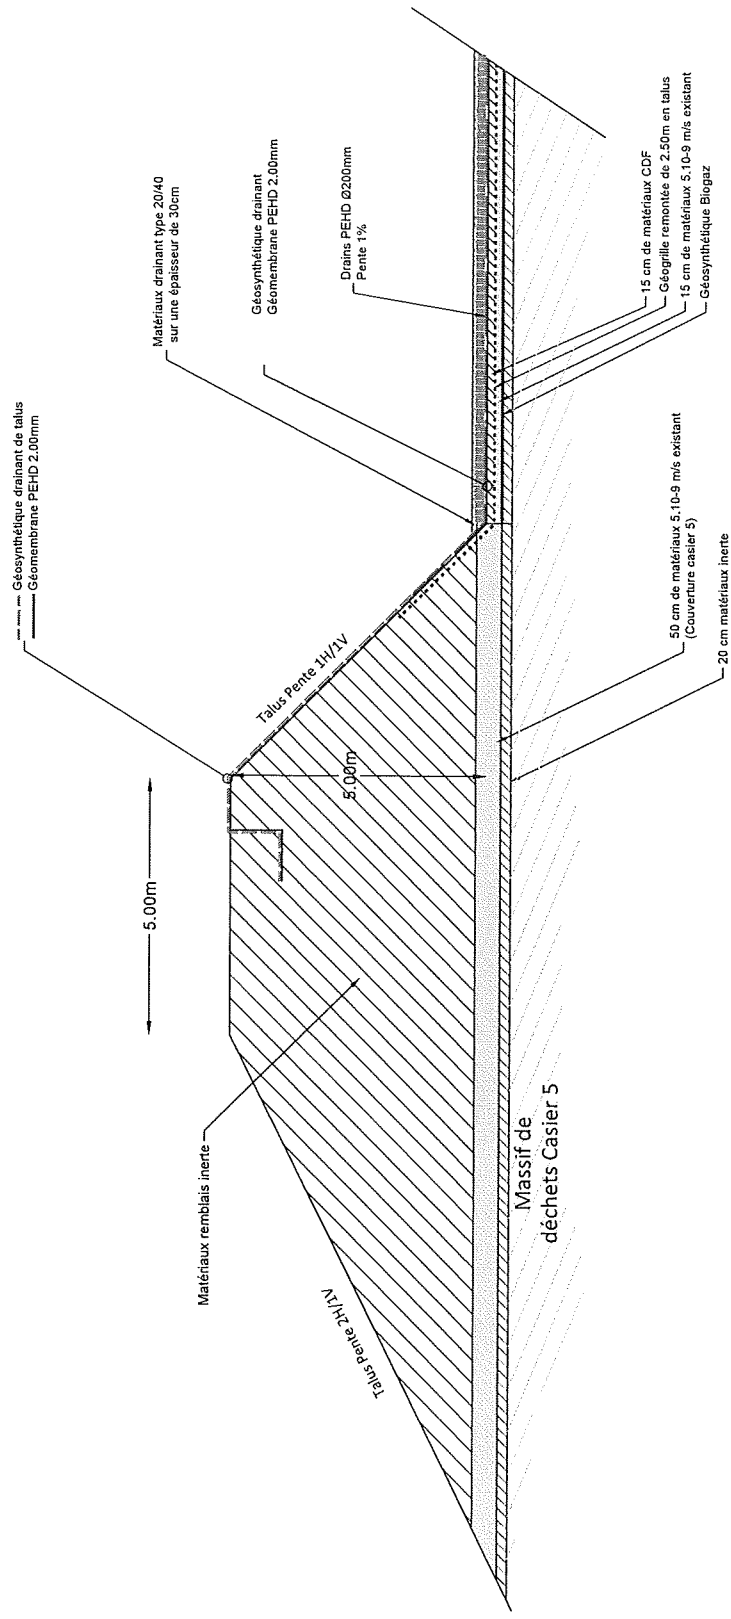 Géosynthétique drainant de talus
Géomembrane PEHD 2.00mm
Matériaux drainant type 20/40
sur une épaisseur de 30cm
Géosynthétique drainant
Géomembrane PEHD 2.00mm
Drains PEHD Ø200mm
Pente 1%
5.00m
Talus Pente 1H/1V
5.00m
Matériaux remblais inerte
Talus Pente 2H/1V
Massif de
déchets Casier 5
15 cm de matériaux CDF
Géogrille remontée de 2.50m en talus
15 cm de matériaux 5.10-9 m/s existant
Géosynthétique Biogaz
50 cm de matériaux 5.10-9 m/s existant
(Couverture casier 5)
20 cm matériaux inerte